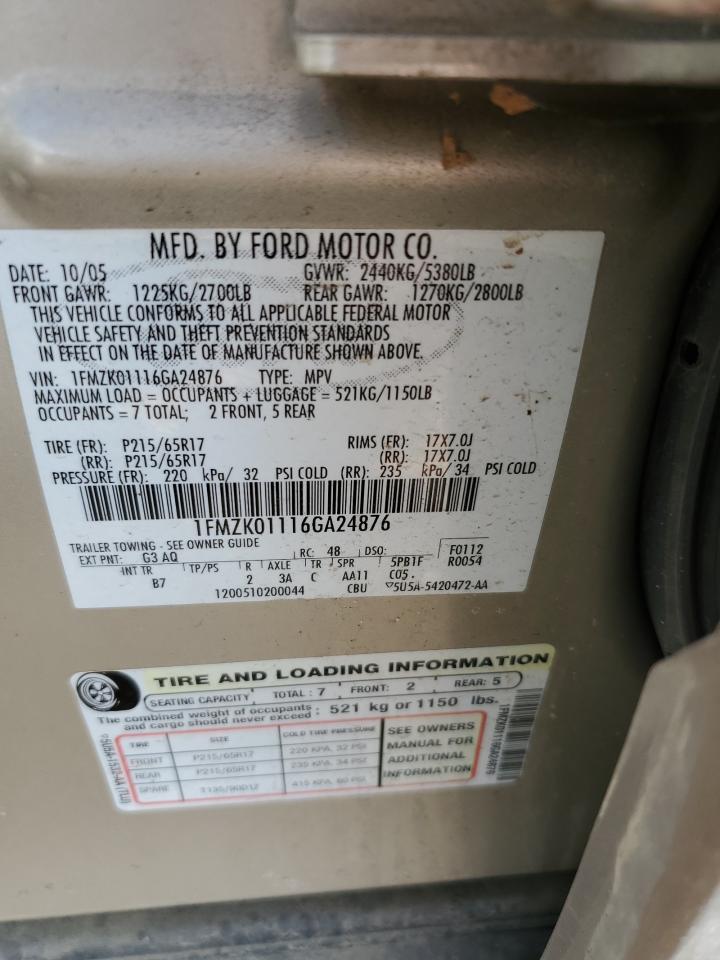 MFD. BY FORD MOTOR CO.
DATE: 10/05 GVWR: 2440KG/5380LB
FRONT GAWR: 1225KG/2700LB REAR GAWR: 1270KG/2800LB
THIS VEHICLE CONFORMS TO ALL APPLICABLE FEDERAL MOTOR
VEHICLE SAFETY AND THEFT PREVENTION STANDARDS
IN EFFECT ON THE DATE OF MANUFACTURE SHOWN ABOVE.
VIN: 1FMZK01116GA24876 TYPE: MPV
MAXIMUM LOAD = OCCUPANTS + LUGGAGE = 521KG/1150LB
OCCUPANTS = 7 TOTAL; 2 FRONT, 5 REAR
TIRE (FR): P215/65R17 RIMS (FR): 17X7.0J
(RR): P215/65R17 (RR): 17X7.0J
PRESSURE (FR): 220 kPa/ 32 PSI COLD (RR): 235 kPa/ 34 PSI COLD
1FMZK01116GA24876
TRAILER TOWING - SEE OWNER GUIDE
EXT PNT: G3 AQ RC: 48 DSO: F0112
INT TR TP/PS R AXLE TR SPR 5PB1F R0054
B7 2 3A C AA11 C05.
1200510200044 CBU 5U5A-5420472-AA
TIRE AND LOADING INFORMATION
SEATING CAPACITY TOTAL : 7 FRONT: 2 REAR: 5
The combined weight of occupants and cargo should never exceed : 521 kg or 1150 lbs.
TIRE SIZE COLD TIRE PRESSURE SEE OWNERS
FRONT P215/65R17 220 KPA, 32 PSI MANUAL FOR
REAR P215/65R17 235 KPA, 34 PSI ADDITIONAL
SPARE 415 KPA, 60 PSI INFORMATION
1FMZK01116GA24876